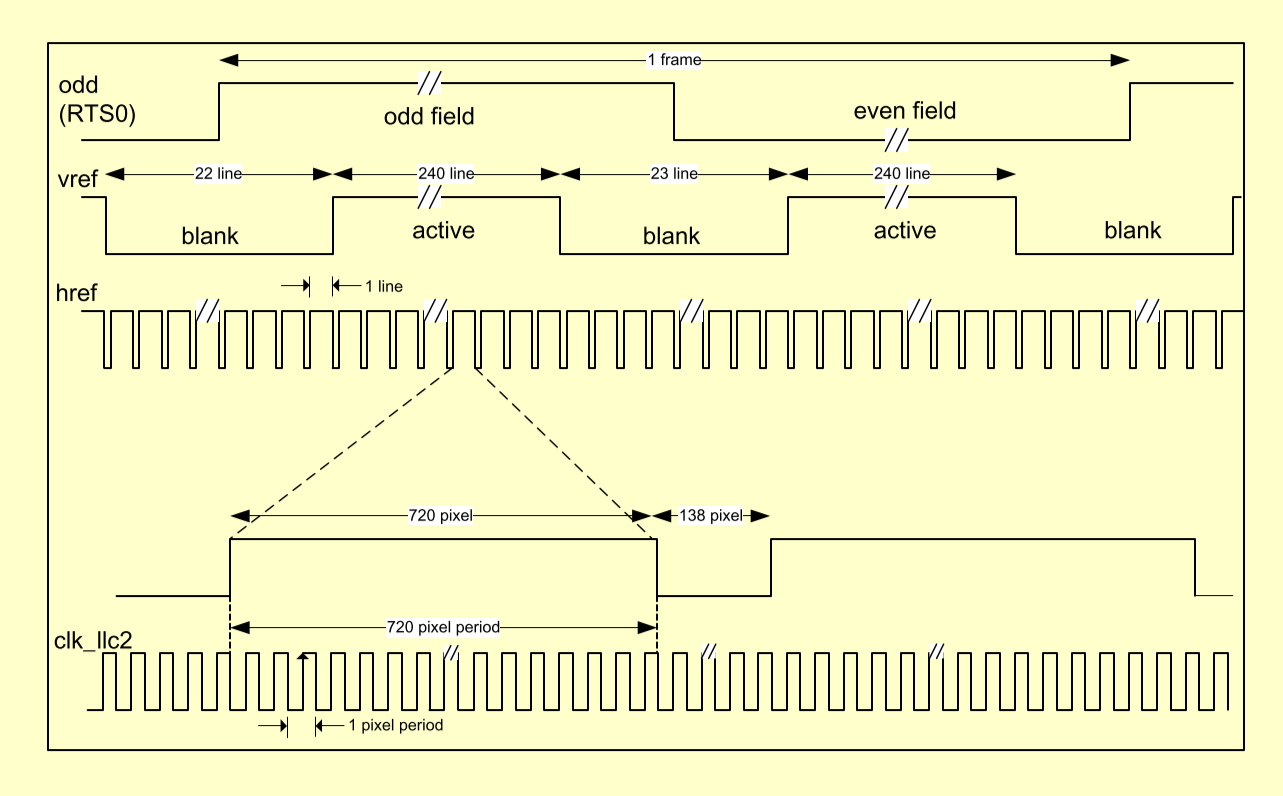 1 frame
odd
(RTS0)
odd field
even field
22 line
240 line
23 line
240 line
vref
blank
active
blank
active
blank
1 line
href
720 pixel
138 pixel
720 pixel period
clk_llc2
1 pixel period